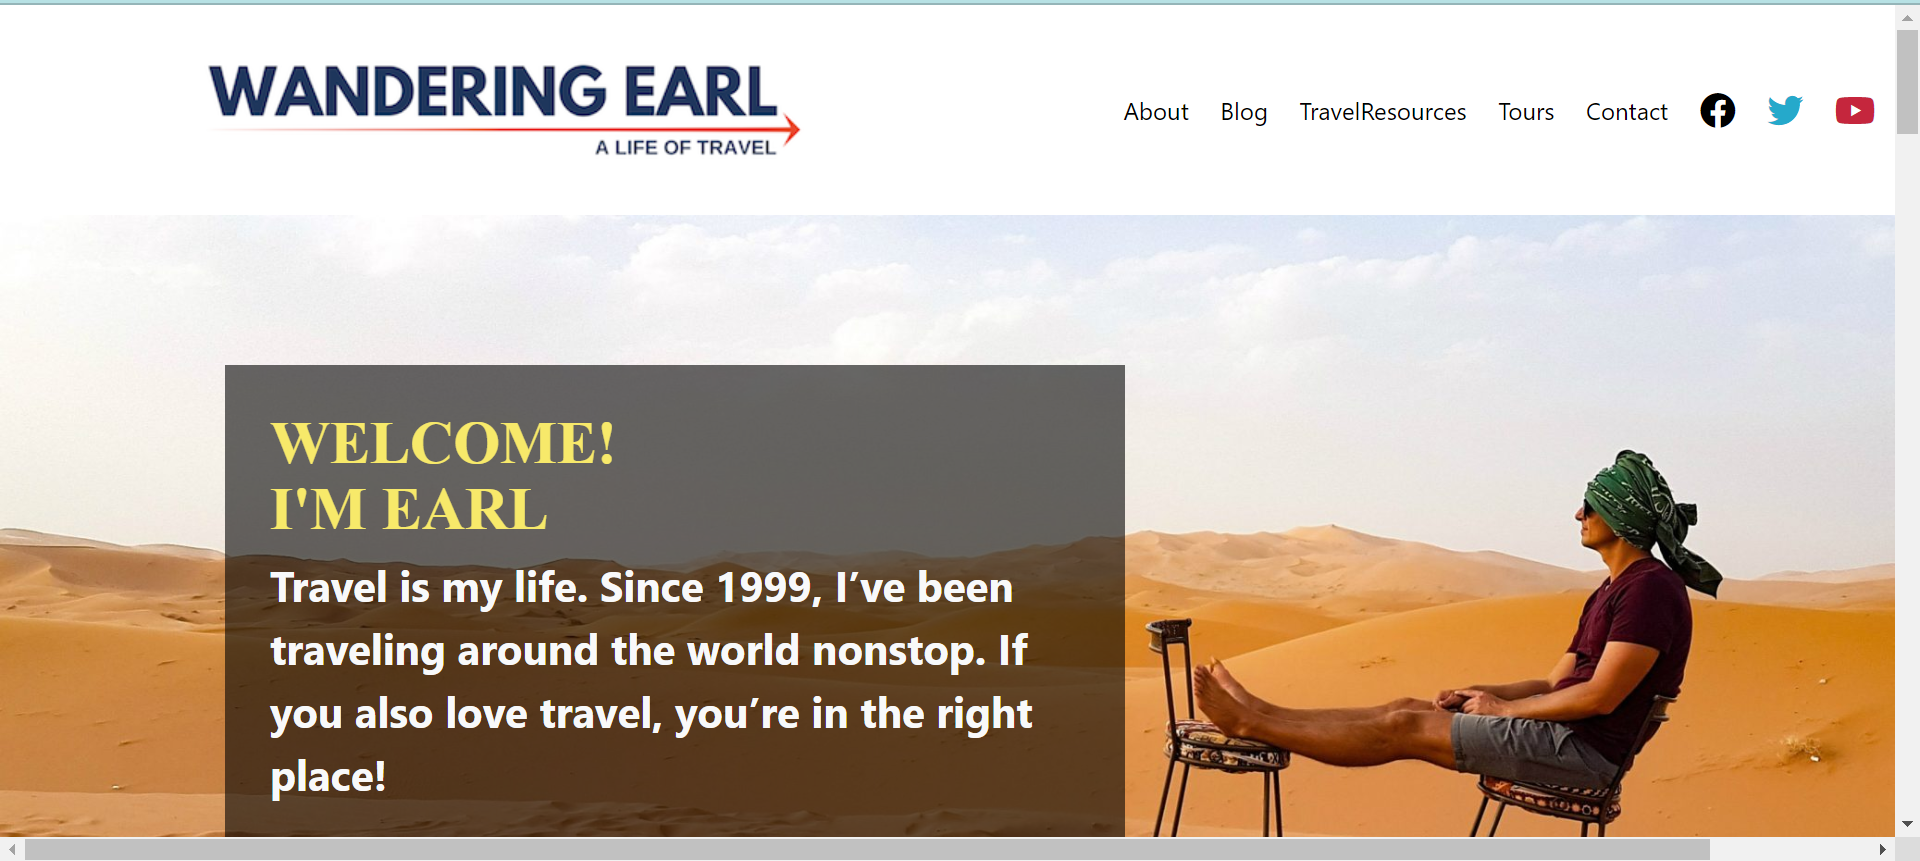 WANDERING EARL
A LIFE OF TRAVEL
About Blog TravelResources Tours Contact
WELCOME!
I'M EARL
Travel is my life. Since 1999, I’ve been
traveling around the world nonstop. If
you also love travel, you’re in the right
place!